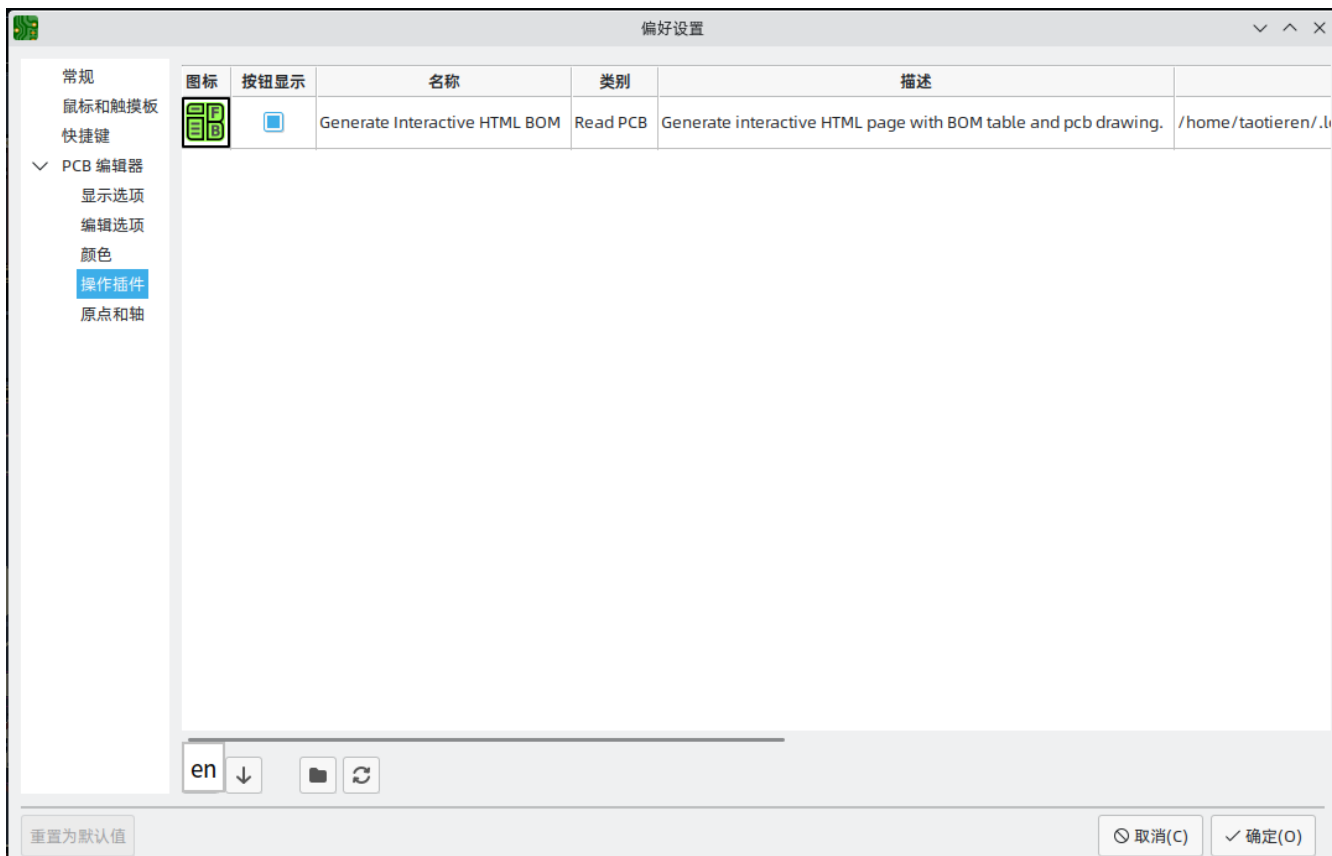 偏好设置
常规
鼠标和触摸板
快捷键
PCB 编辑器
显示选项
编辑选项
颜色
操作插件
原点和轴
图标 按钮显示 名称 类别 描述
F
B
Generate Interactive HTML BOM Read PCB Generate interactive HTML page with BOM table and pcb drawing. /home/taotieren/.l
en
重置为默认值
取消(C) 确定(O)